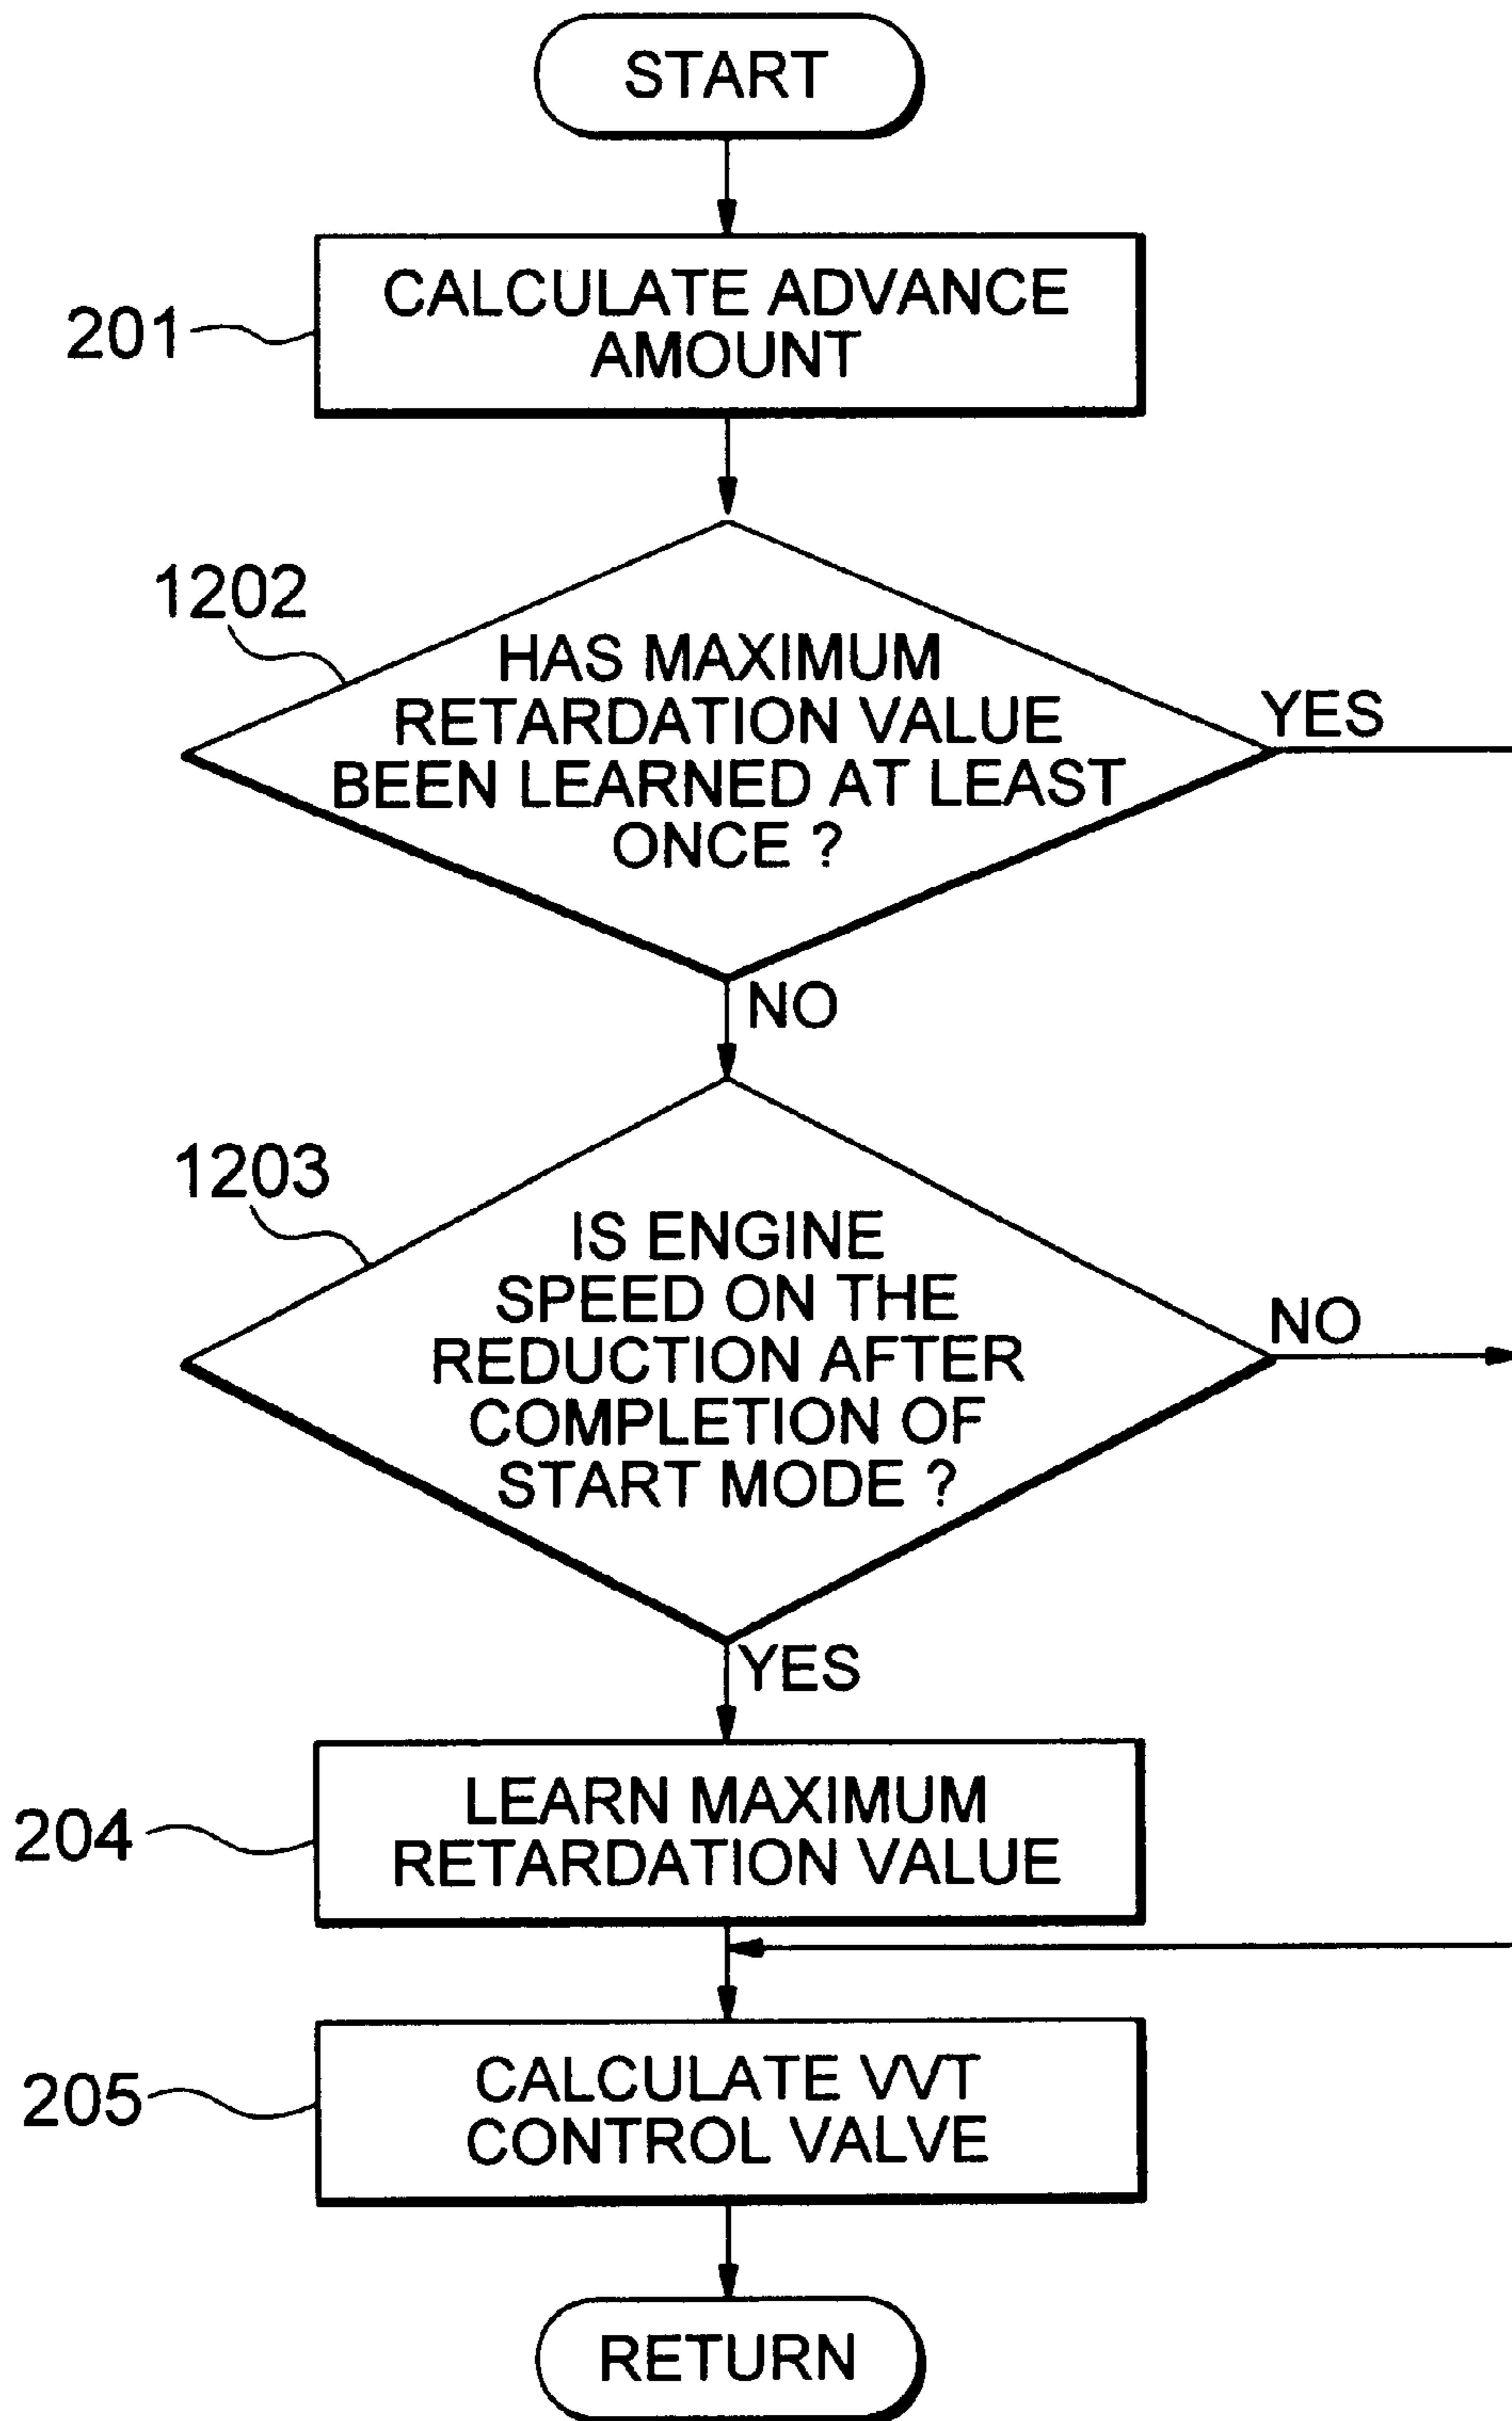 START
CALCULATE ADVANCE
AMOUNT
201
1202
HAS MAXIMUM
RETARDATION VALUE
BEEN LEARNED AT LEAST
ONCE ?
YES
NO
1203
IS ENGINE
SPEED ON THE
REDUCTION AFTER
COMPLETION OF
START MODE ?
NO
YES
204
LEARN MAXIMUM
RETARDATION VALUE
205
CALCULATE VVT
CONTROL VALVE
RETURN